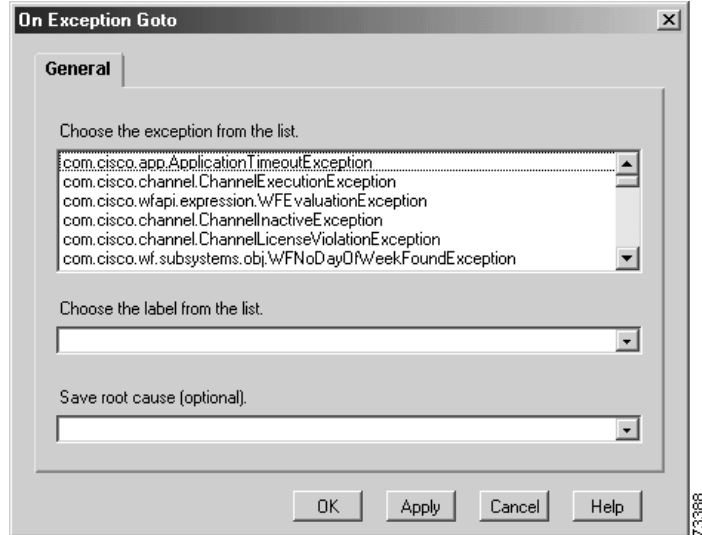 On Exception Goto
General
Choose the exception from the list.
com.cisco.app.ApplicationTimeoutException
com.cisco.channel.ChannelExecutionException
com.cisco.wfapi.expression.WFEvaluationException
com.cisco.channel.ChannelInactiveException
com.cisco.channel.ChannelLicenseViolationException
com.cisco.wf.subsystems.obj.WFNoDayOfWeekFoundException
Choose the label from the list.
Save root cause (optional).
OK Apply Cancel Help
73388